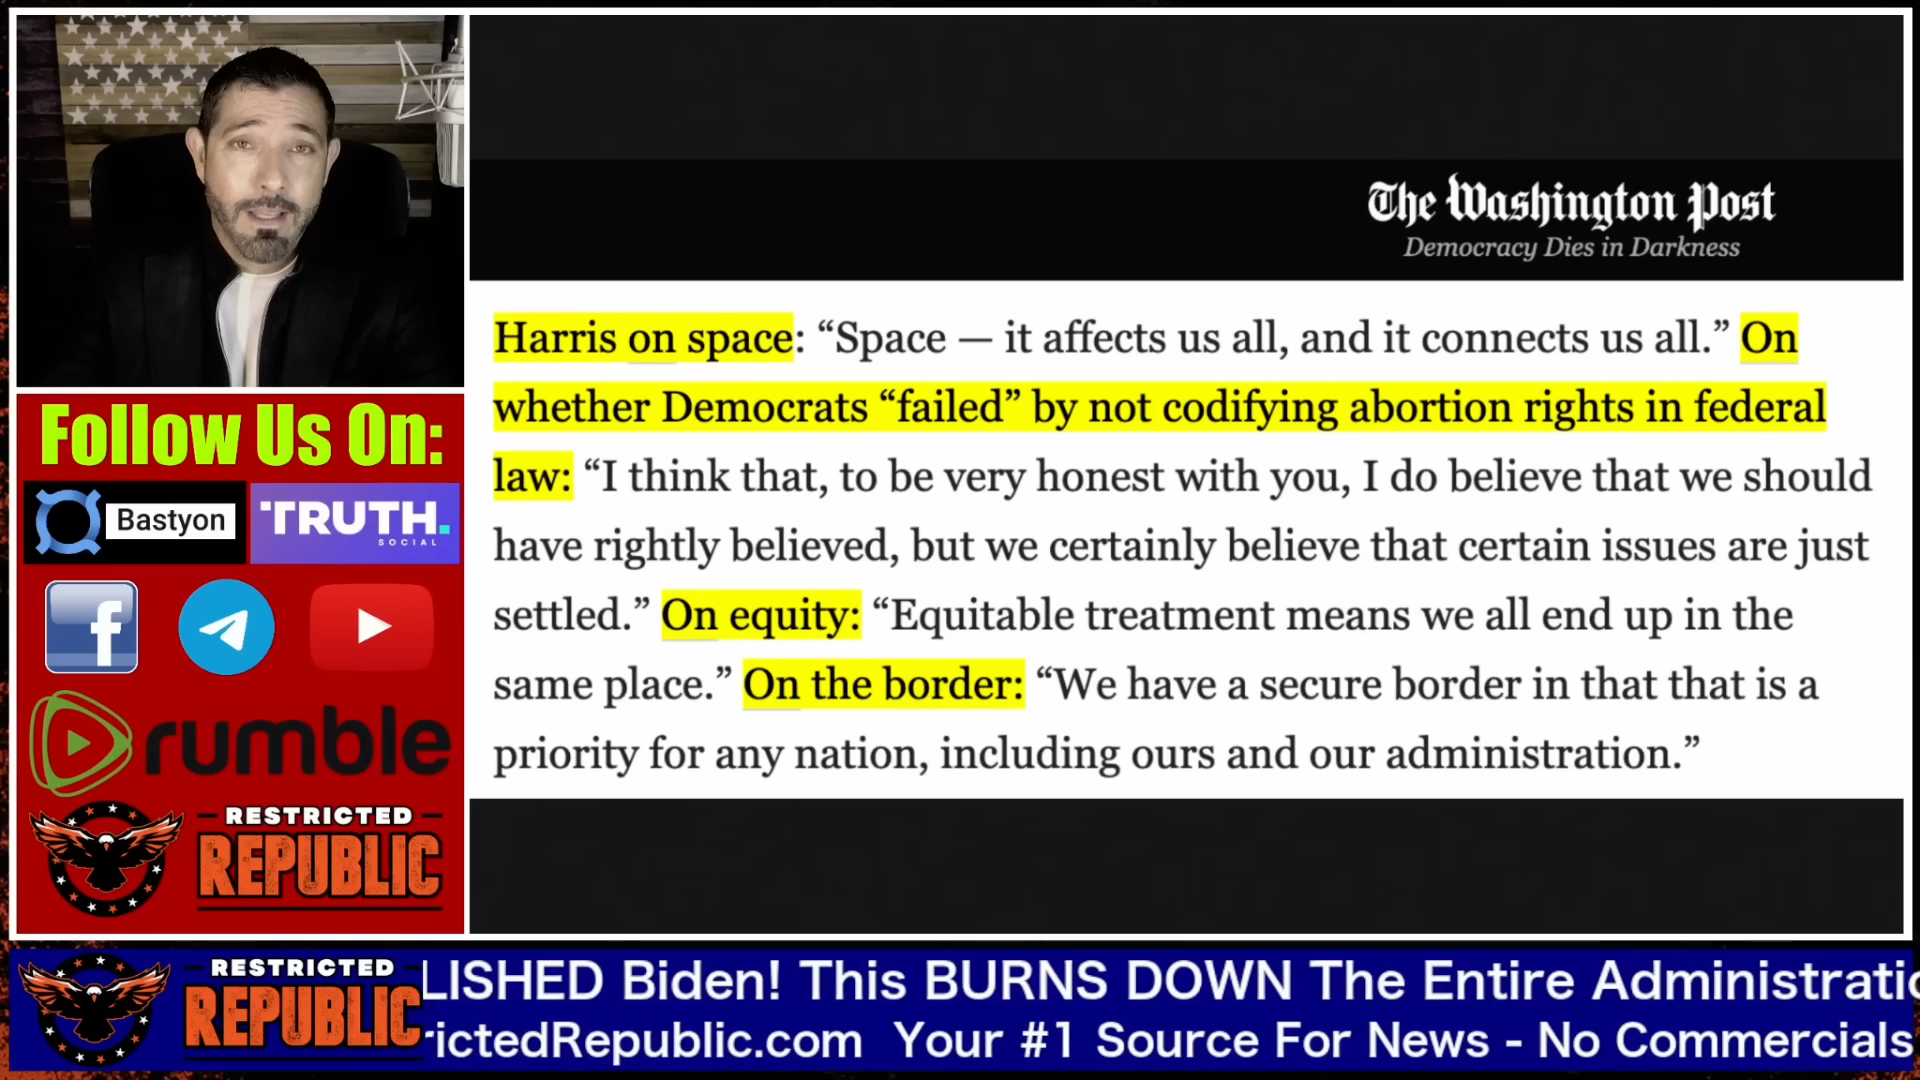 The Washington Post
Democracy Dies in Darkness
Harris on space: “Space — it affects us all, and it connects us all.” On
whether Democrats “failed” by not codifying abortion rights in federal
law: “I think that, to be very honest with you, I do believe that we should
have rightly believed, but we certainly believe that certain issues are just
settled.” On equity: “Equitable treatment means we all end up in the
same place.” On the border: “We have a secure border in that that is a
priority for any nation, including ours and our administration.”
Follow Us On:
Bastyon
TRUTH.
SOCIAL
f
rumble
RESTRICTED
REPUBLIC
RESTRICTED
REPUBLIC
LISHED Biden! This BURNS DOWN The Entire Administratio
rictedRepublic.com Your #1 Source For News - No Commercials